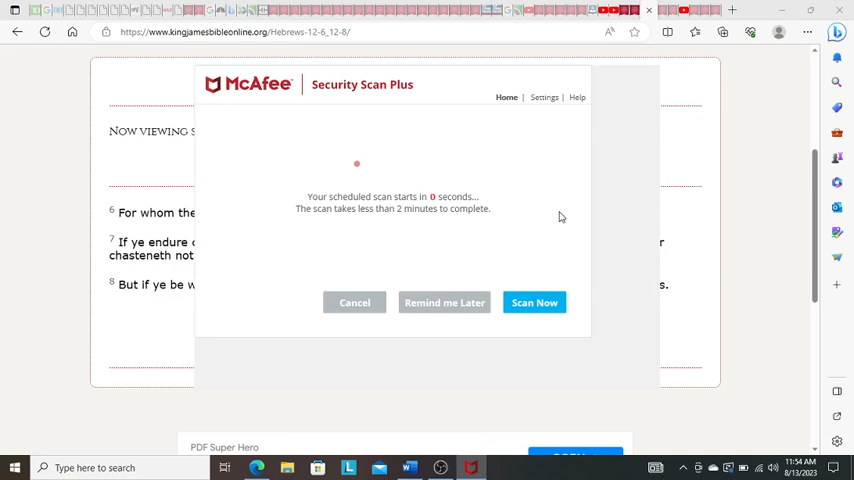 https://www.kingjamesbibleonline.org/Hebrews-12-6_12-8/
McAfee Security Scan Plus
Home | Settings | Help
Now viewing
Your scheduled scan starts in 0 seconds...
The scan takes less than 2 minutes to complete.
6 For whom the
7 If ye endure
chasteneth not
8 But if ye be w
s.
Cancel
Remind me Later
Scan Now
PDF Super Hero
Type here to search
11:54 AM
8/13/2023